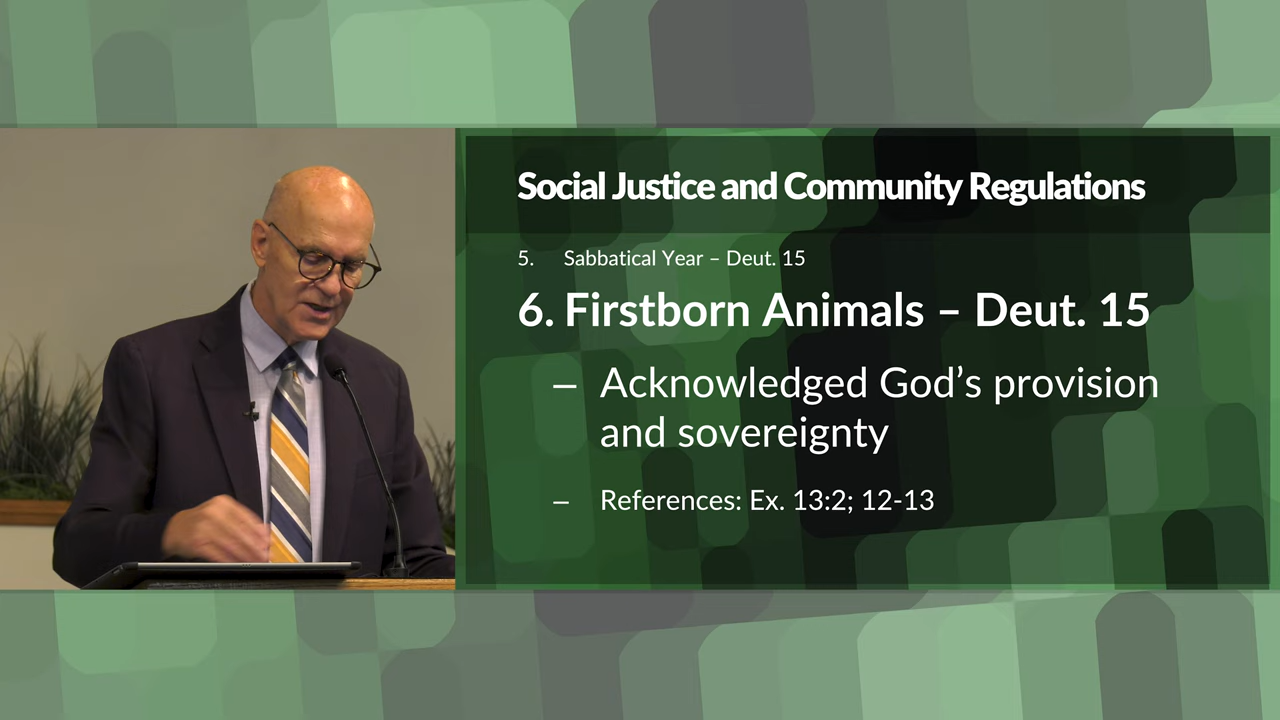 Social Justice and Community Regulations
5. Sabbatical Year – Deut. 15
6. Firstborn Animals – Deut. 15
– Acknowledged God’s provision
and sovereignty
– References: Ex. 13:2; 12-13